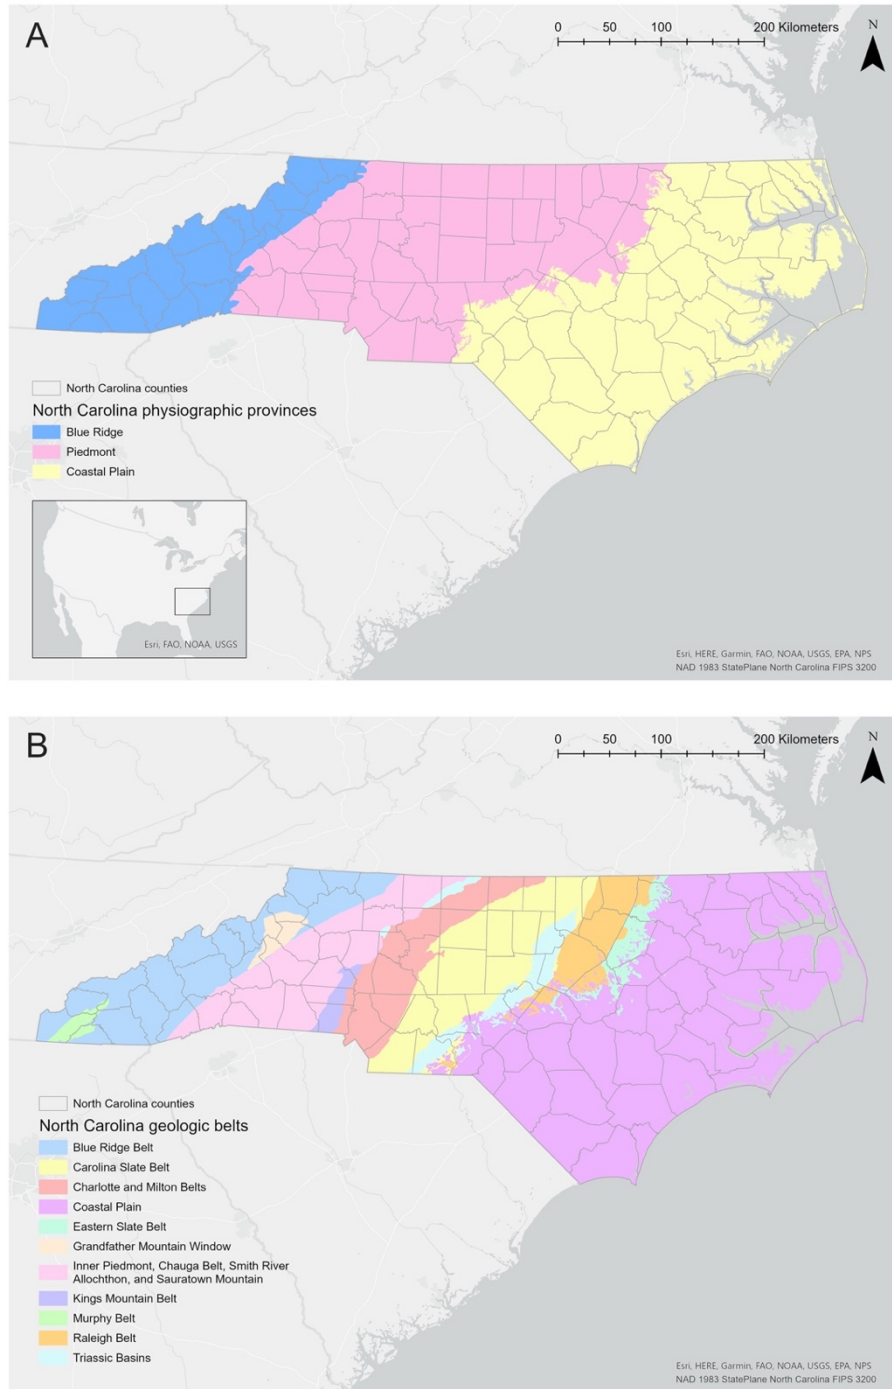 A
0 50 100 200 Kilometers
N
North Carolina counties
North Carolina physiographic provinces
Blue Ridge
Piedmont
Coastal Plain
Esri, FAO, NOAA, USGS
Esri, HERE, Garmin, FAO, NOAA, USGS, EPA, NPS
NAD 1983 StatePlane North Carolina FIPS 3200
B
0 50 100 200 Kilometers
N
North Carolina counties
North Carolina geologic belts
Blue Ridge Belt
Carolina Slate Belt
Charlotte and Milton Belts
Coastal Plain
Eastern Slate Belt
Grandfather Mountain Window
Inner Piedmont, Chauga Belt, Smith River
Allochthon, and Sauratown Mountain
Kings Mountain Belt
Murphy Belt
Raleigh Belt
Triassic Basins
Esri, HERE, Garmin, FAO, NOAA, USGS, EPA, NPS
NAD 1983 StatePlane North Carolina FIPS 3200